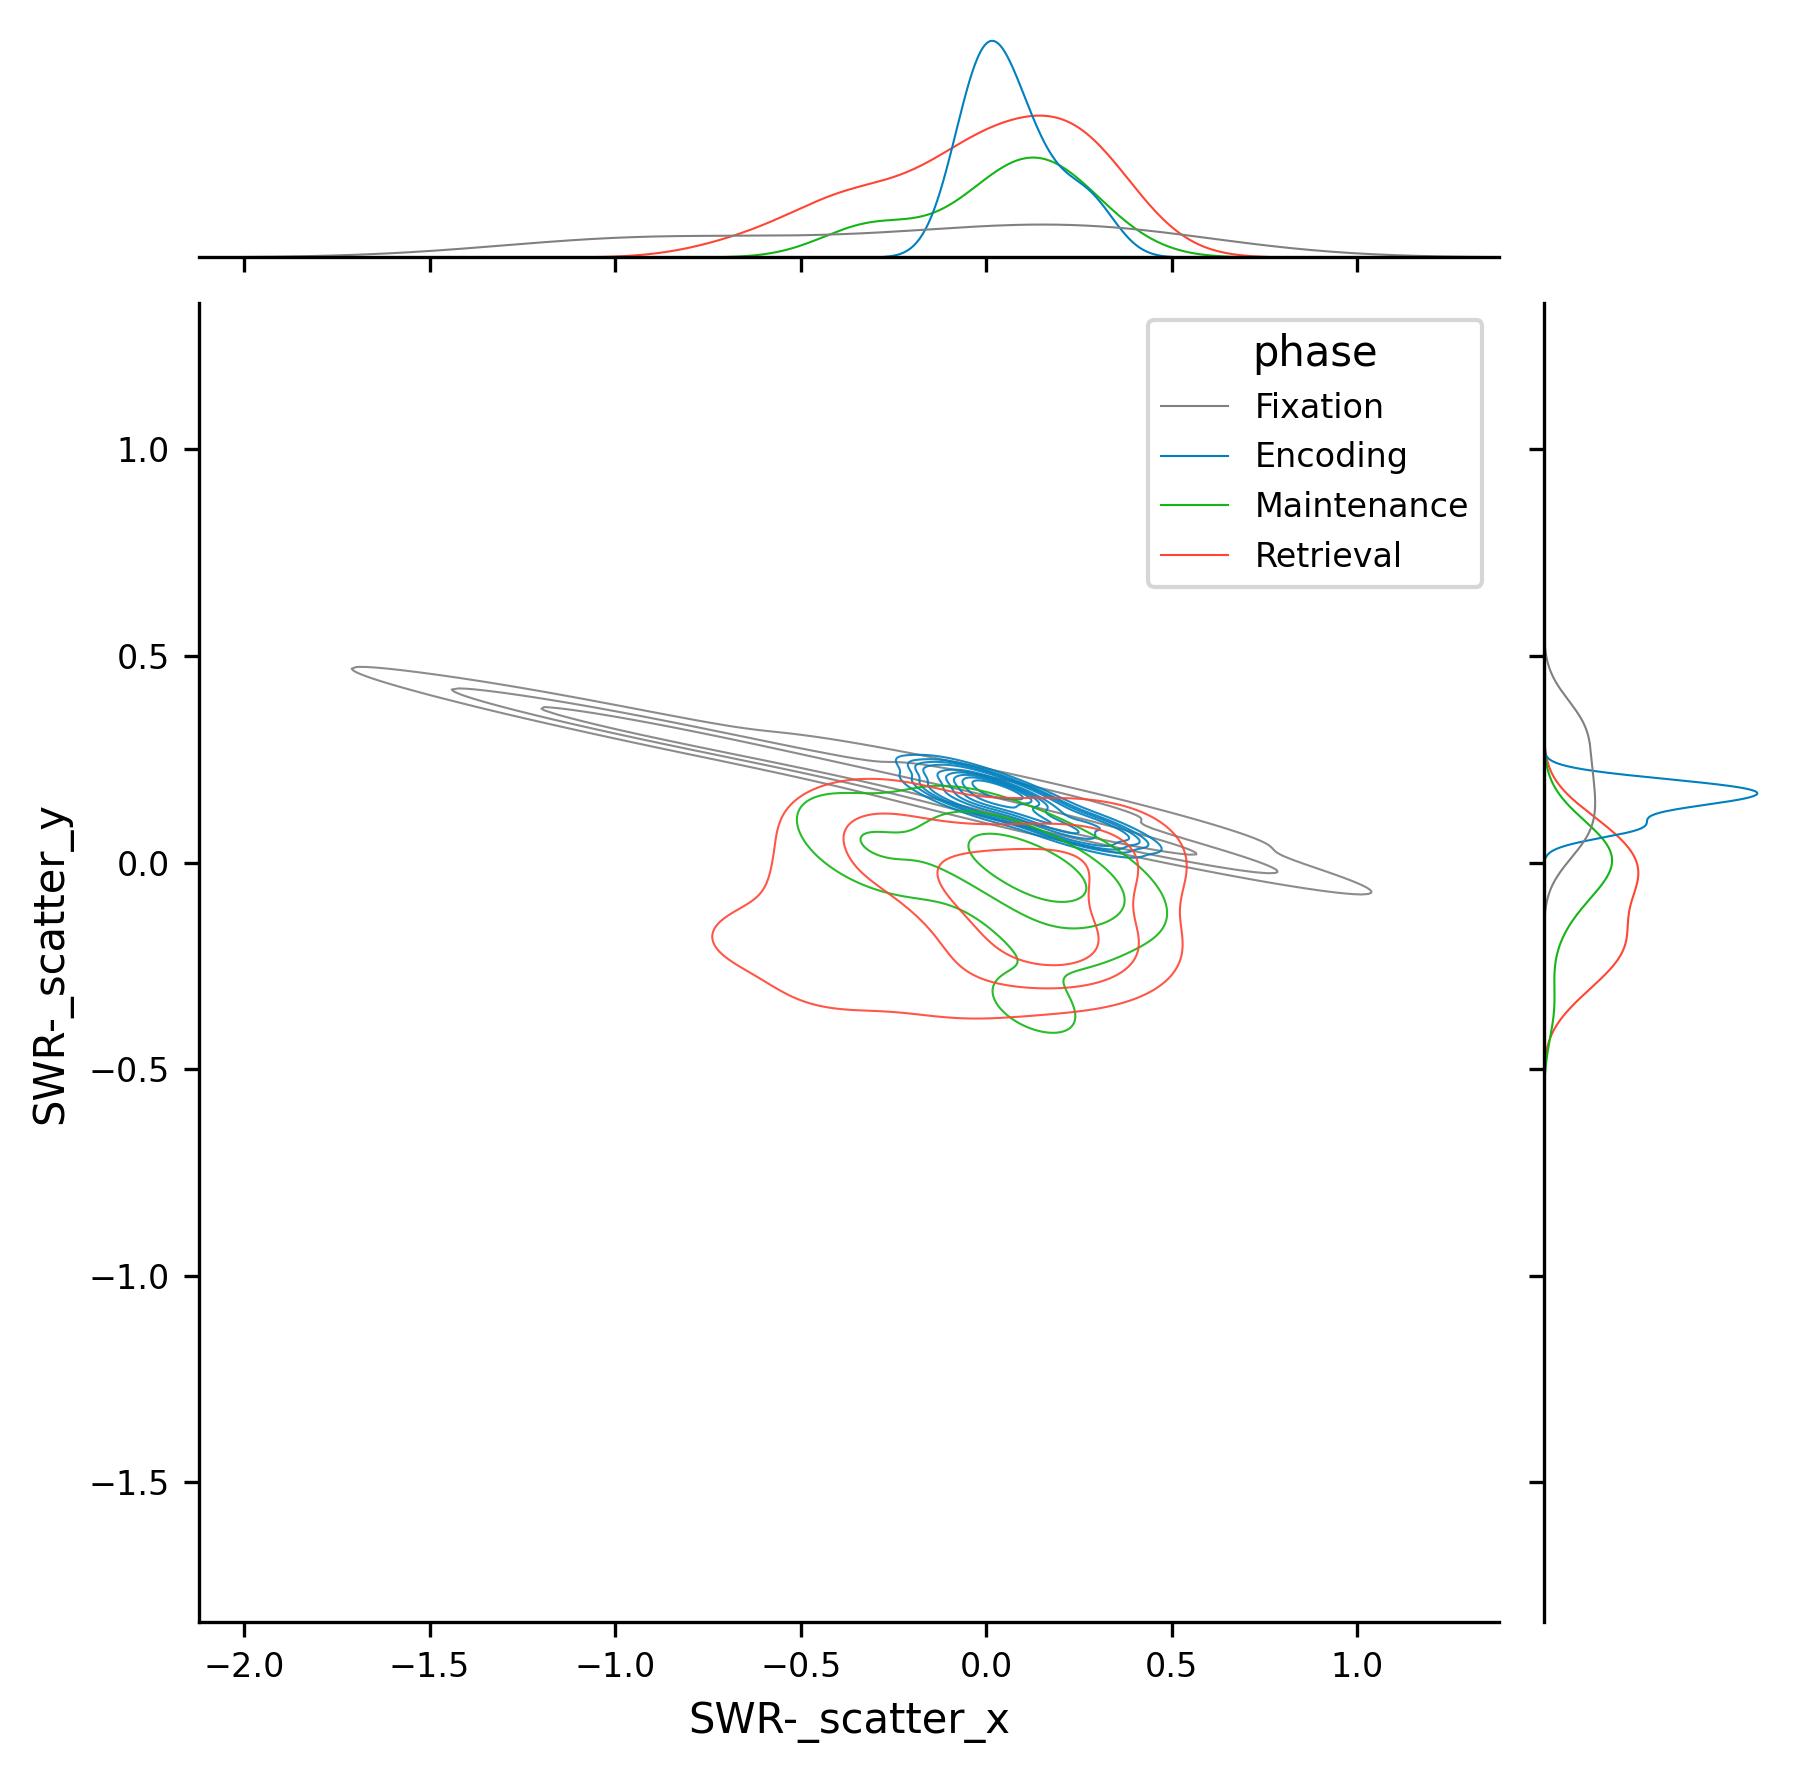 phase
Fixation
Encoding
Maintenance
Retrieval
1.0
0.5
0.0
−0.5
−1.0
−1.5
SWR-_scatter_y
−2.0 −1.5 −1.0 −0.5 0.0 0.5 1.0
SWR-_scatter_x